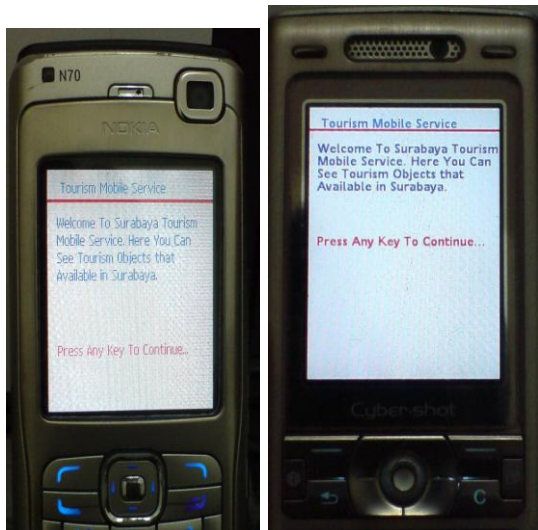 N70
NOKIA
Tourism Mobile Service
Welcome To Surabaya Tourism
Mobile Service. Here You Can
See Tourism Objects that
Available in Surabaya.
Press Any Key To Continue...
Tourism Mobile Service
Welcome To Surabaya Tourism
Mobile Service. Here You Can
See Tourism Objects that
Available in Surabaya.
Press Any Key To Continue...
Cyber-shot
C